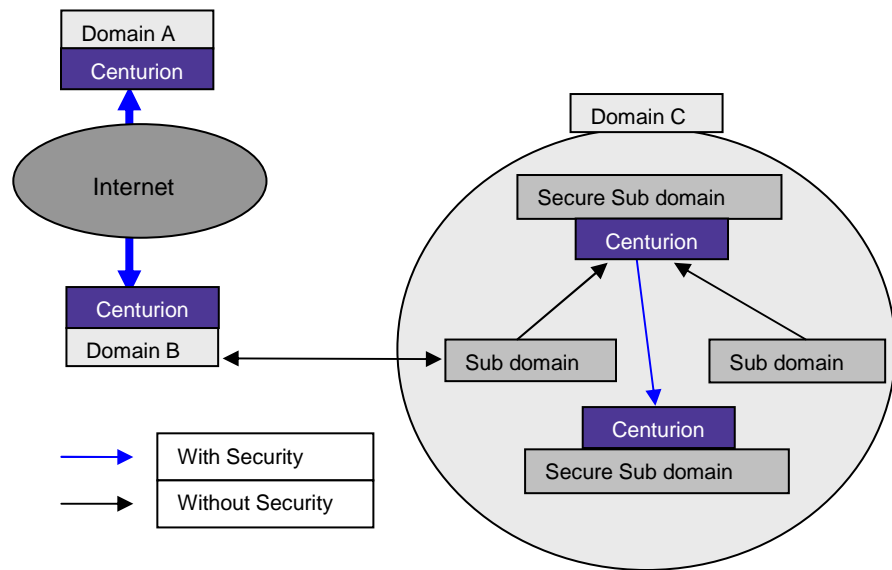 Domain A
Centurion
Internet
Centurion
Domain B
With Security
Without Security
Domain C
Secure Sub domain
Centurion
Sub domain
Sub domain
Centurion
Secure Sub domain